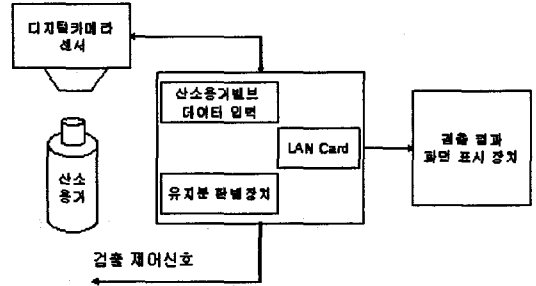 디지탈카메라
센서
산소용기밸브
데이터 입력
LAN Card
유지분 판별장치
산소
용기
검출 결과
화면 표시 장치
검출 제어신호